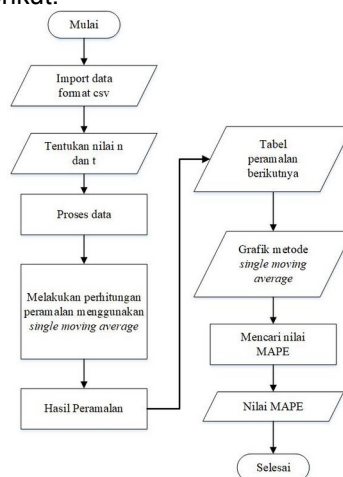 Mulai
Import data
format csv
Tentukan nilai n
dan t
Proses data
Melakukan perhitungan
peramalan menggunakan
single moving average
Hasil Peramalan
Tabel
peramalan
berikutnya
Grafik metode
single moving
average
Mencari nilai
MAPE
Nilai MAPE
Selesai